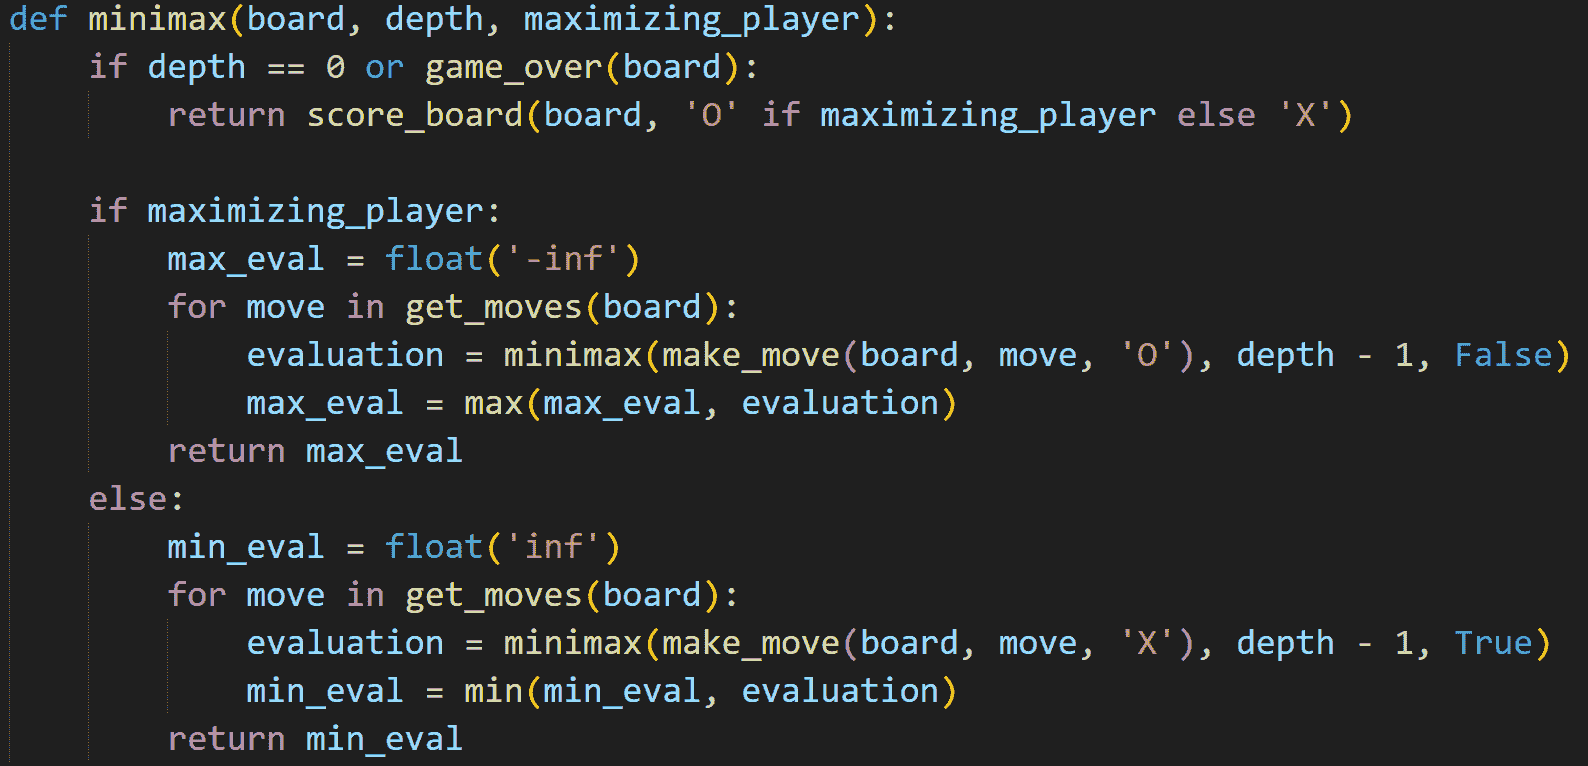 def minimax(board, depth, maximizing_player):
    if depth == 0 or game_over(board):
        return score_board(board, 'O' if maximizing_player else 'X')

    if maximizing_player:
        max_eval = float('-inf')
        for move in get_moves(board):
            evaluation = minimax(make_move(board, move, 'O'), depth - 1, False)
            max_eval = max(max_eval, evaluation)
        return max_eval
    else:
        min_eval = float('inf')
        for move in get_moves(board):
            evaluation = minimax(make_move(board, move, 'X'), depth - 1, True)
            min_eval = min(min_eval, evaluation)
        return min_eval